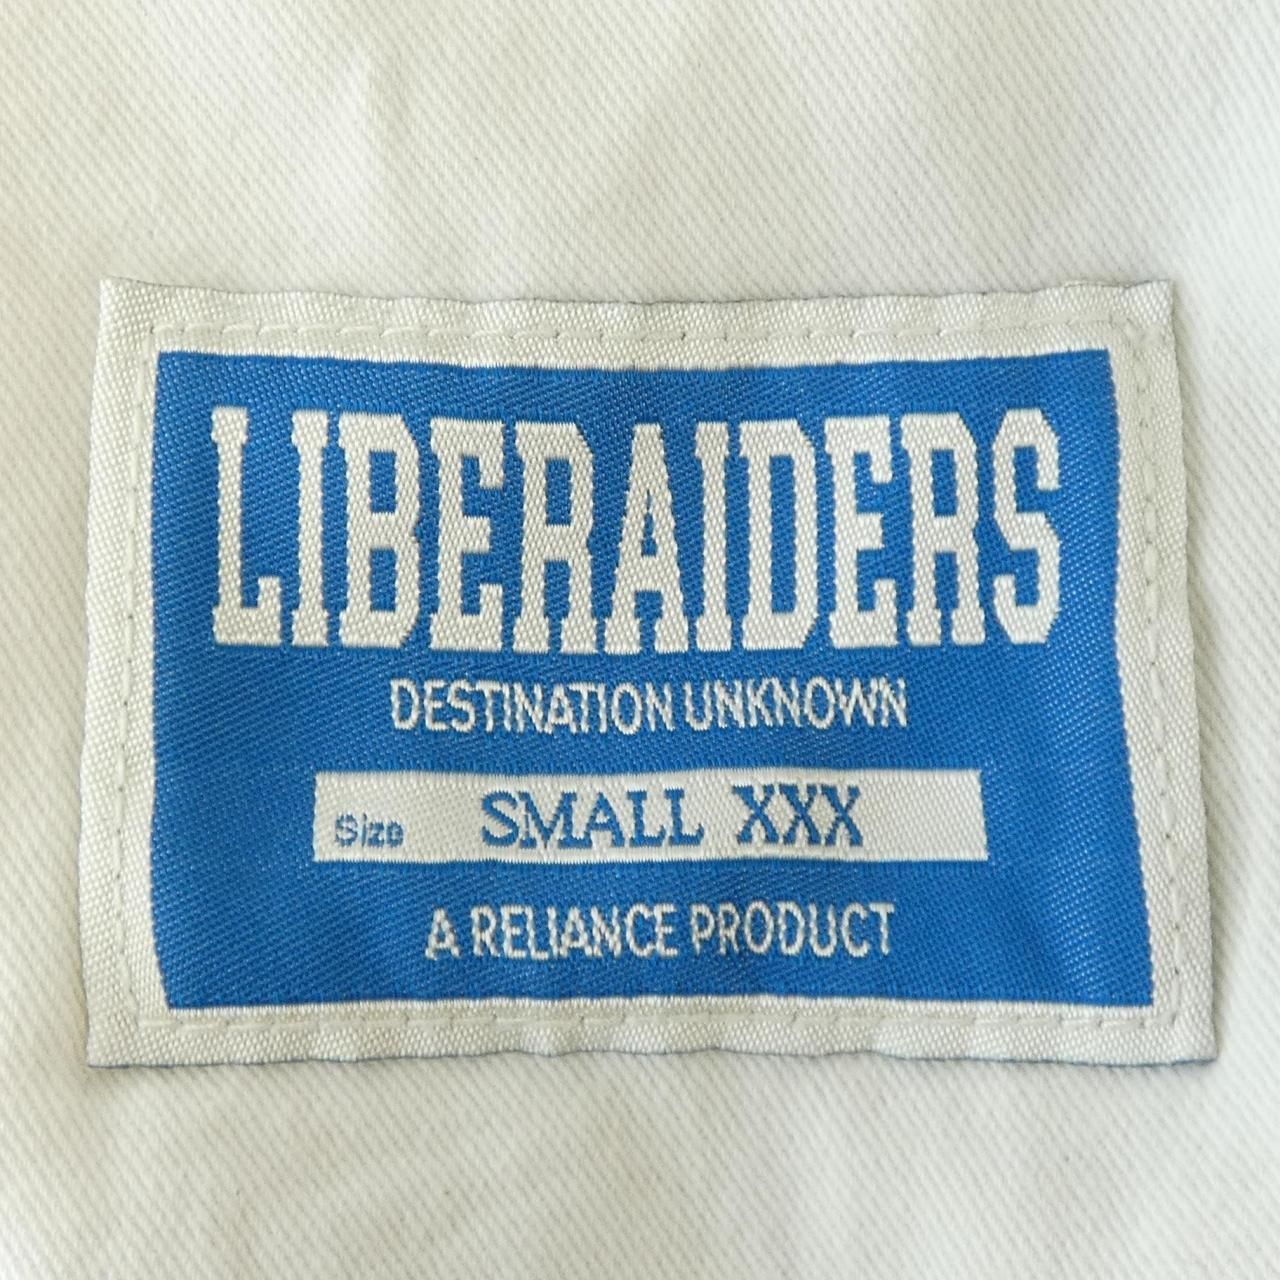 LIBERAIDERS
DESTINATION UNKNOWN
Size SMALL XXX
A RELIANCE PRODUCT